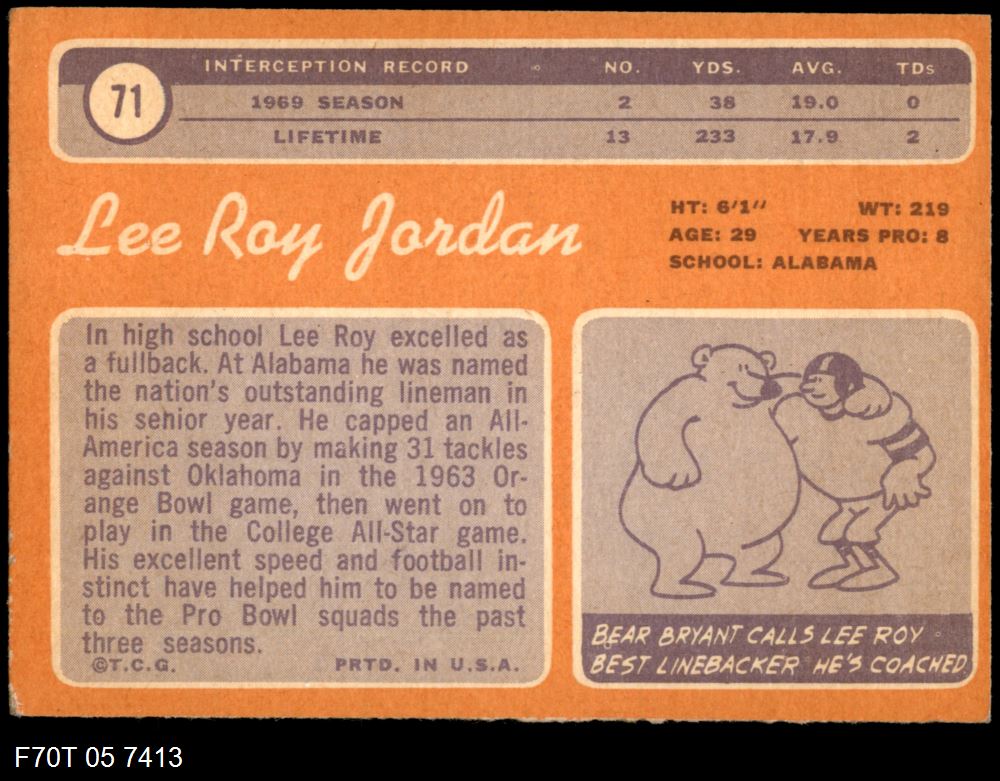 71
INTERCEPTION RECORD NO. YDS. AVG. TDs
1969 SEASON 2 38 19.0 0
LIFETIME 13 233 17.9 2
Lee Roy Jordan
HT: 6'1" WT: 219
AGE: 29 YEARS PRO: 8
SCHOOL: ALABAMA
In high school Lee Roy excelled as
a fullback. At Alabama he was named
the nation's outstanding lineman in
his senior year. He capped an All-
America season by making 31 tackles
against Oklahoma in the 1963 Or-
ange Bowl game, then went on to
play in the College All-Star game.
His excellent speed and football in-
stinct have helped him to be named
to the Pro Bowl squads the past
three seasons.
©T.C.G. PRTD. IN U.S.A.
BEAR BRYANT CALLS LEE ROY
BEST LINEBACKER HE'S COACHED
F70T 05 7413